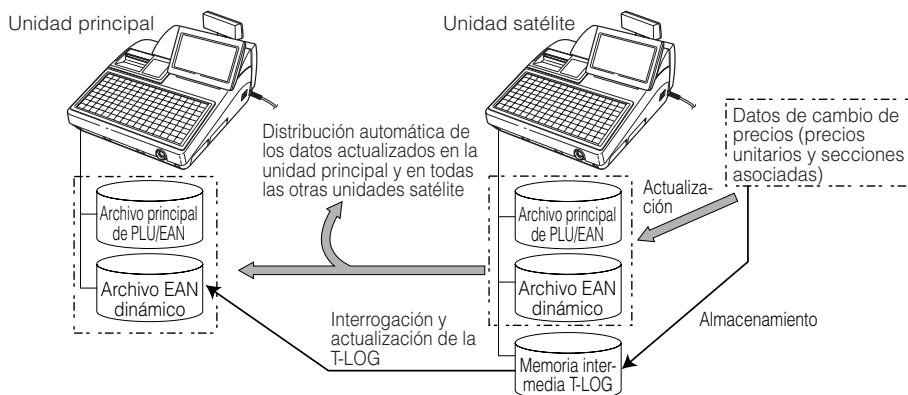 Unidad principal
Unidad satélite
Distribución automática de
los datos actualizados en la
unidad principal y en todas
las otras unidades satélite
Datos de cambio de
precios (precios
unitarios y secciones
asociadas)
Actualiza-
ción
Archivo principal
de PLU/EAN
Archivo EAN
dinámico
Archivo principal
de PLU/EAN
Archivo EAN
dinámico
Interrogación y
actualización de la
T-LOG
Almacenamiento
Memoria inter-
media T-LOG